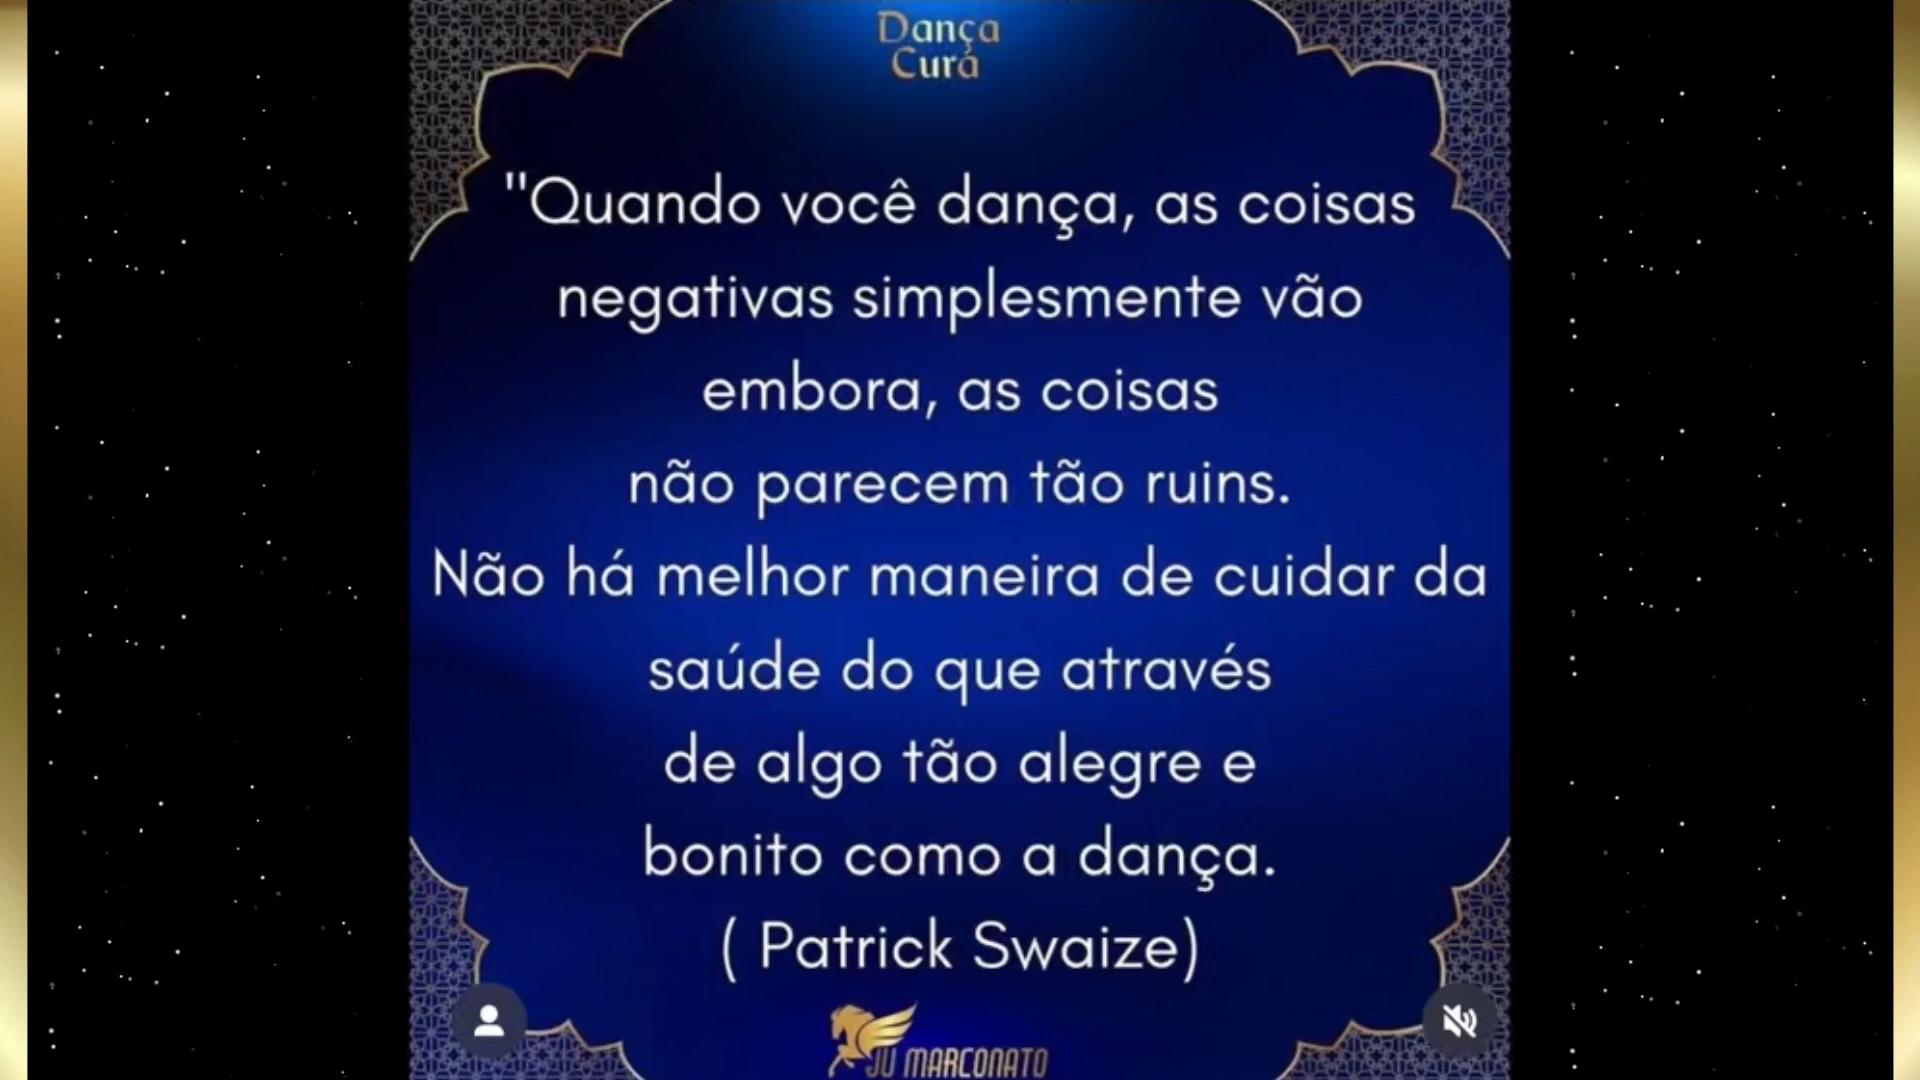 Dança
Cura
"Quando você dança, as coisas
negativas simplesmente vão
embora, as coisas
não parecem tão ruins.
Não há melhor maneira de cuidar da
saúde do que através
de algo tão alegre e
bonito como a dança.
( Patrick Swaize)
JU MARCONATO